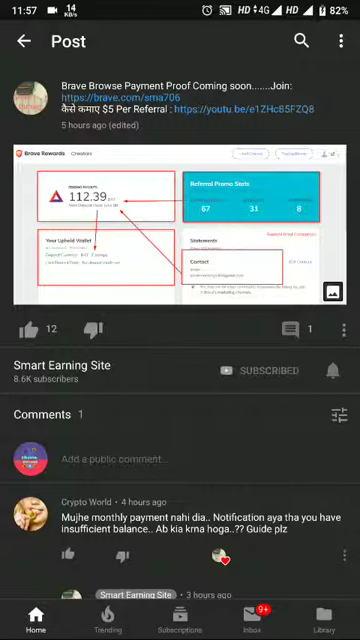 11:57
14
KB/s
HD 4G
HD
82%
Post
Brave Browse Payment Proof Coming soon.......Join:
https://brave.com/sma706
कैसे कमाए $5 Per Referral : https://youtu.be/e1ZHc85FZQ8
5 hours ago (edited)
Brave Rewards Creators
112.39
Referral Promo Stats
67 31 8
Your Uphold Wallet
Statements
Contact
12
1
Smart Earning Site
8.6K subscribers
SUBSCRIBED
Comments 1
Add a public comment...
Crypto World • 4 hours ago
Mujhe monthly payment nahi dia.. Notification aya tha you have
insufficient balance... Ab kia krna hoga..?? Guide plz
Smart Earning Site • 3 hours ago
Home
Trending
Subscriptions
9+
Inbox
Library